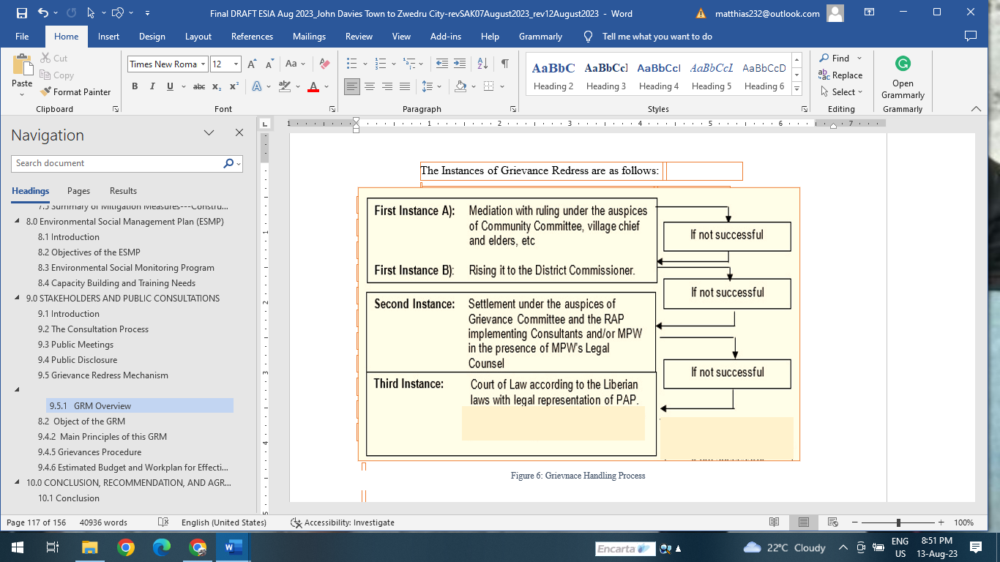 Final DRAFT ESIA Aug 2023_John Davies Town to Zwedru City-revSAK07August2023_rev12August2023 - Word
matthias232@outlook.com
File Home Insert Design Layout References Mailings Review View Add-ins Help Grammarly Tell me what you want to do
Paste
Cut
Copy
Format Painter
Clipboard
Times New Roma 12
Font
Paragraph
AaBbC AaBbCcI AaBbCcI AaBbCcI AaBbCcD
Heading 2 Heading 3 Heading 4 Heading 5 Heading 6
Styles
Find
Replace
Select
Editing
Open
Grammarly
Grammarly
Navigation
Search document
Headings Pages Results
7.5 Summary of Mitigation Measures---Constru...
8.0 Environmental Social Management Plan (ESMP)
8.1 Introduction
8.2 Objectives of the ESMP
8.3 Environmental Social Monitoring Program
8.4 Capacity Building and Training Needs
9.0 STAKEHOLDERS AND PUBLIC CONSULTATIONS
9.1 Introduction
9.2 The Consultation Process
9.3 Public Meetings
9.4 Public Disclosure
9.5 Grievance Redress Mechanism
9.5.1 GRM Overview
8.2 Object of the GRM
9.4.2 Main Principles of this GRM
9.4.5 Grievances Procedure
9.4.6 Estimated Budget and Workplan for Effecti...
10.0 CONCLUSION, RECOMMENDATION, AND AGR...
10.1 Conclusion
1 1 2 3 4 5 6 7
The Instances of Grievance Redress are as follows:
First Instance A): Mediation with ruling under the auspices
of Community Committee, village chief
and elders, etc
If not successful
First Instance B): Rising it to the District Commissioner.
If not successful
Second Instance: Settlement under the auspices of
Grievance Committee and the RAP
implementing Consultants and/or MPW
in the presence of MPW's Legal
Counsel
If not successful
Third Instance: Court of Law according to the Liberian
laws with legal representation of PAP.
Figure 6: Grievnace Handling Process
Page 117 of 156 40936 words English (United States) Accessibility: Investigate 100%
Encarta 22°C Cloudy ENG US 8:51 PM 13-Aug-23